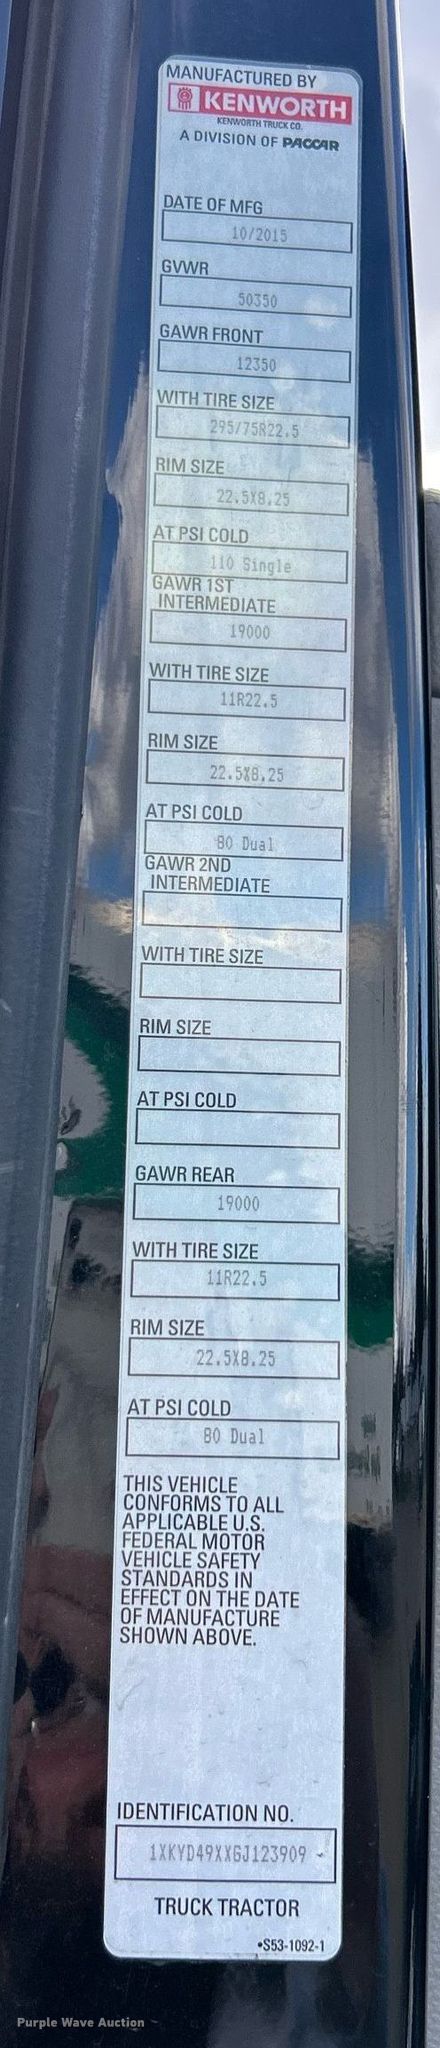 MANUFACTURED BY
KENWORTH
KENWORTH TRUCK CO.
A DIVISION OF PACCAR
DATE OF MFG
10/2015
GVWR
50350
GAWR FRONT
12350
WITH TIRE SIZE
295/75R22.5
RIM SIZE
22.5X8.25
AT PSI COLD
110 Single
GAWR 1ST
INTERMEDIATE
19000
WITH TIRE SIZE
11R22.5
RIM SIZE
22.5X8.25
AT PSI COLD
80 Dual
GAWR 2ND
INTERMEDIATE
WITH TIRE SIZE
RIM SIZE
AT PSI COLD
GAWR REAR
19000
WITH TIRE SIZE
11R22.5
RIM SIZE
22.5X8.25
AT PSI COLD
80 Dual
THIS VEHICLE
CONFORMS TO ALL
APPLICABLE U.S.
FEDERAL MOTOR
VEHICLE SAFETY
STANDARDS IN
EFFECT ON THE DATE
OF MANUFACTURE
SHOWN ABOVE.
IDENTIFICATION NO.
1XKYD49XXGJ123909
TRUCK TRACTOR
•S53-1092-1
Purple Wave Auction